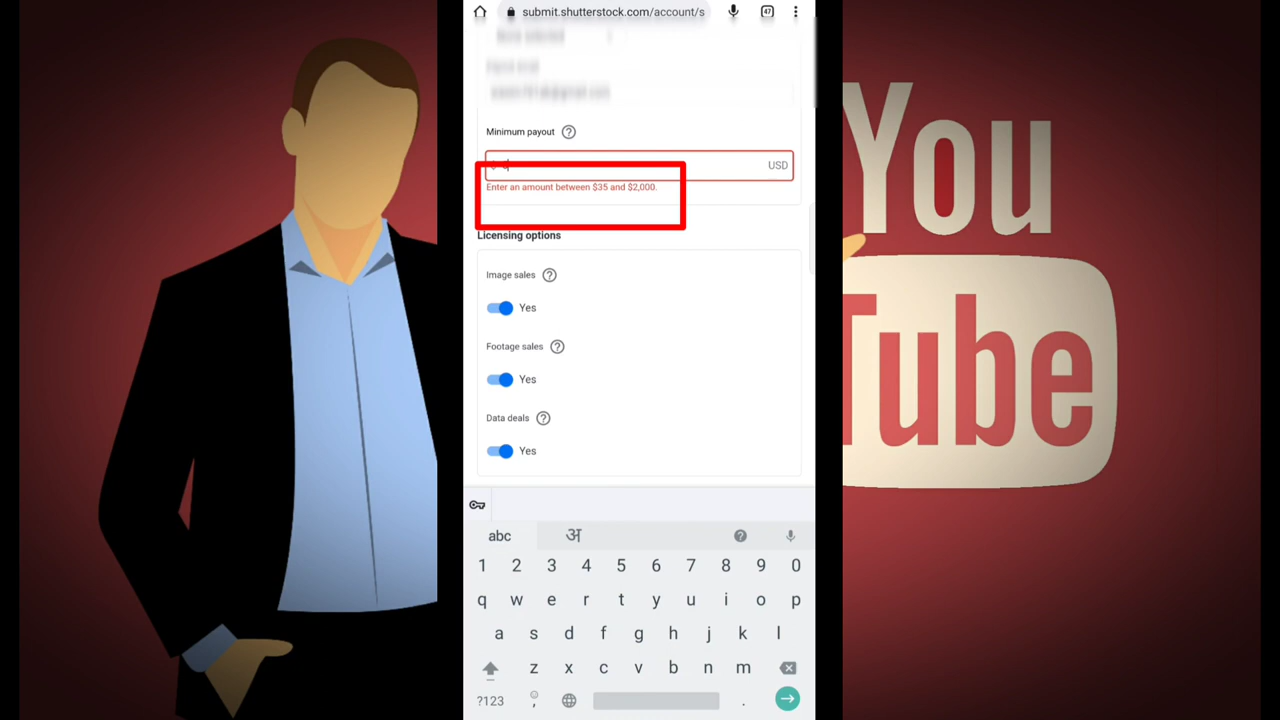 submit.shutterstock.com/account/s
47
Minimum payout ?
USD
Enter an amount between $35 and $2,000.
Licensing options
Image sales ?
Yes
Footage sales ?
Yes
Data deals ?
Yes
You
Tube
abc अ ?
1 2 3 4 5 6 7 8 9 0
q w e r t y u i o p
a s d f g h j k l
z x c v b n m
?123 , .